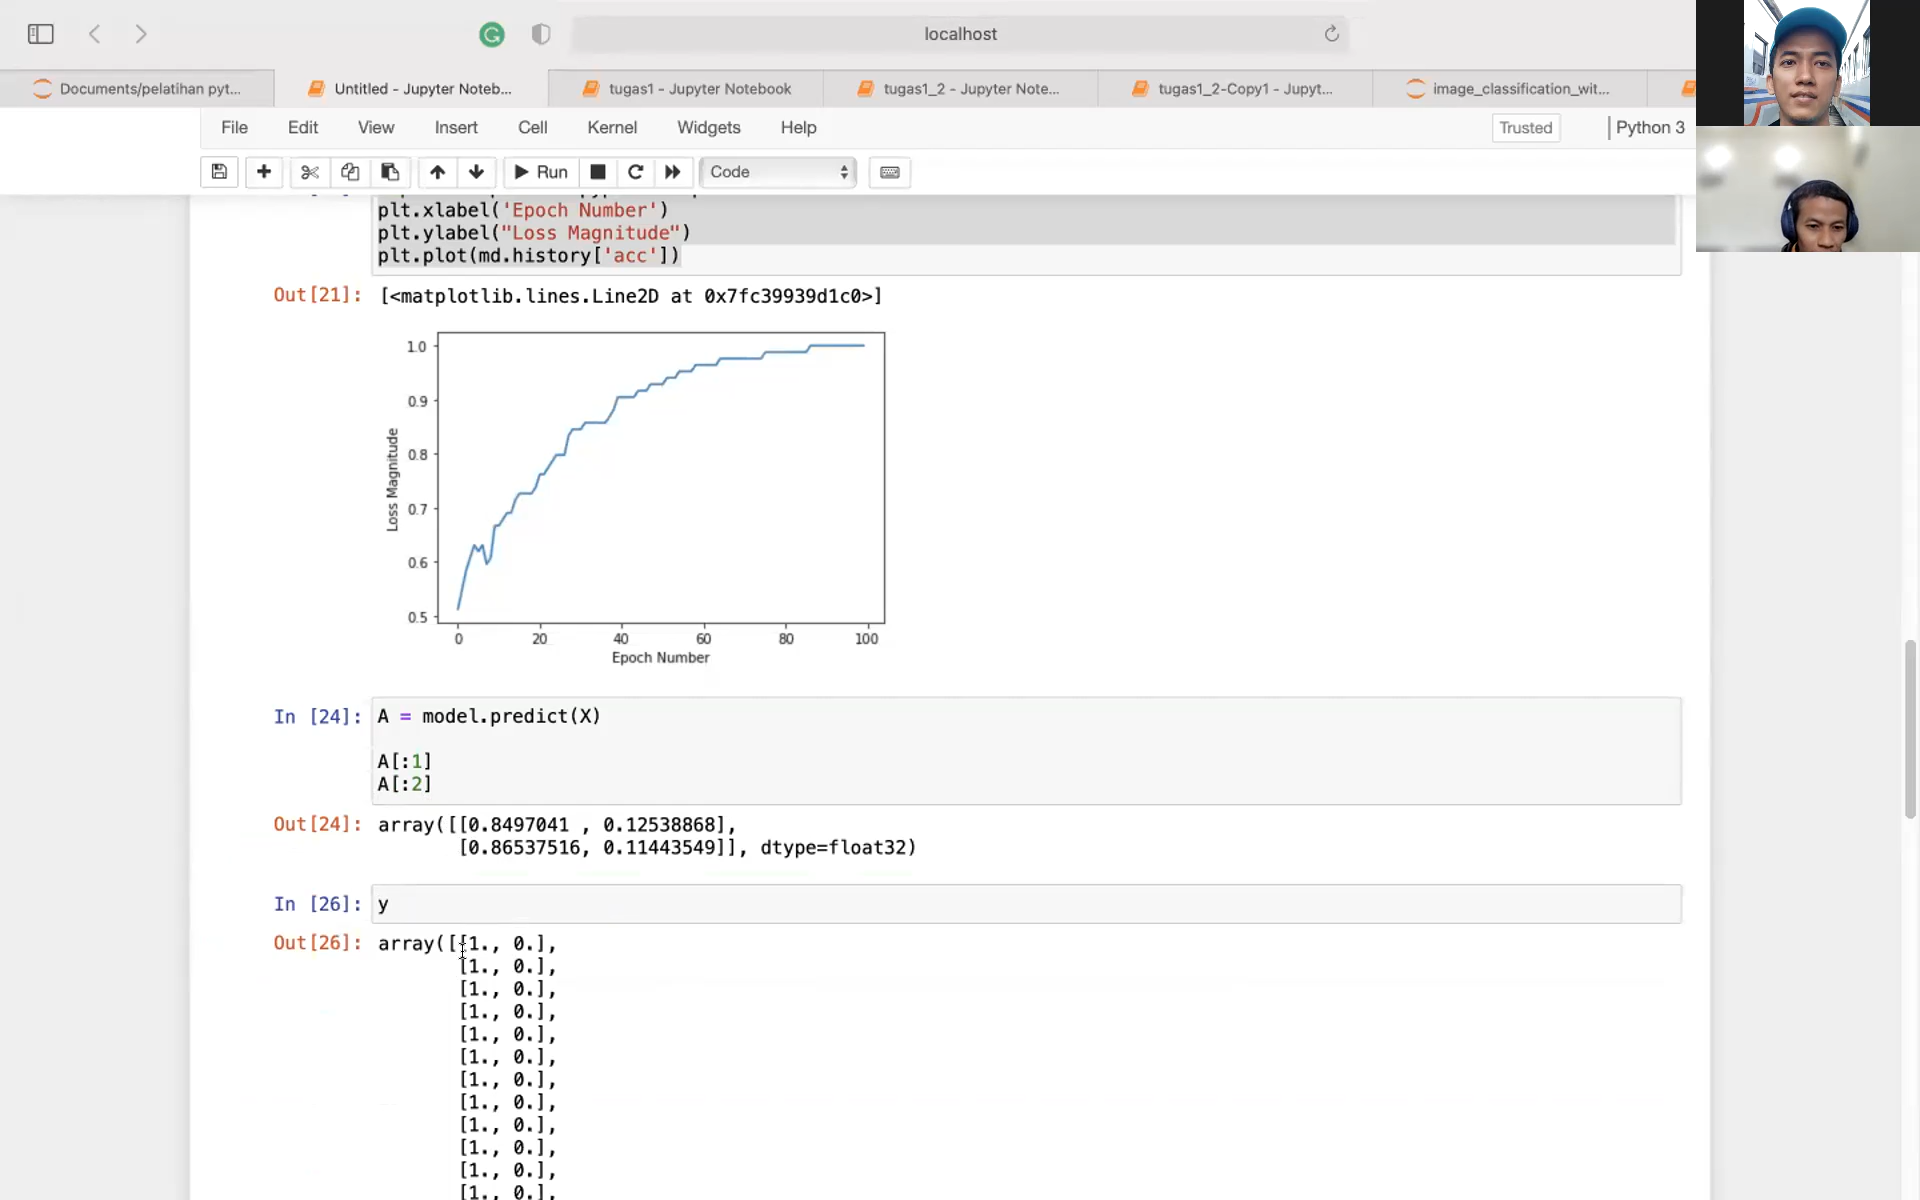 localhost
Documents/pelatihan pyt...
Untitled - Jupyter Noteb...
tugas1 - Jupyter Notebook
tugas1_2 - Jupyter Note...
tugas1_2-Copy1 - Jupyt...
image_classification_wit...
File Edit View Insert Cell Kernel Widgets Help
Trusted
Python 3
Run
Code
plt.xlabel('Epoch Number')
plt.ylabel("Loss Magnitude")
plt.plot(md.history['acc'])
Out[21]: [<matplotlib.lines.Line2D at 0x7fc39939d1c0>]
1.0
0.9
0.8
0.7
0.6
0.5
Loss Magnitude
0 20 40 60 80 100
Epoch Number
In [24]: A = model.predict(X)
A[:1]
A[:2]
Out[24]: array([[0.8497041 , 0.12538868],
[0.86537516, 0.11443549]], dtype=float32)
In [26]: y
Out[26]: array([[1., 0.],
[1., 0.],
[1., 0.],
[1., 0.],
[1., 0.],
[1., 0.],
[1., 0.],
[1., 0.],
[1., 0.],
[1., 0.],
[1., 0.],
[1., 0.],